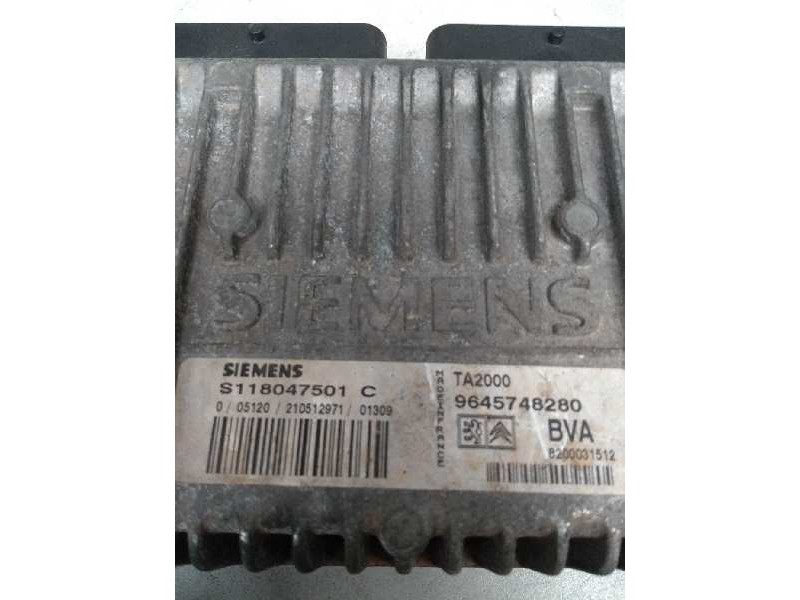 SIEMENS
SIEMENS
S118047501 C
0 / 05120 / 210512971 / 01309
MADE IN FRANCE
TA2000
9645748280
BVA
8200031512